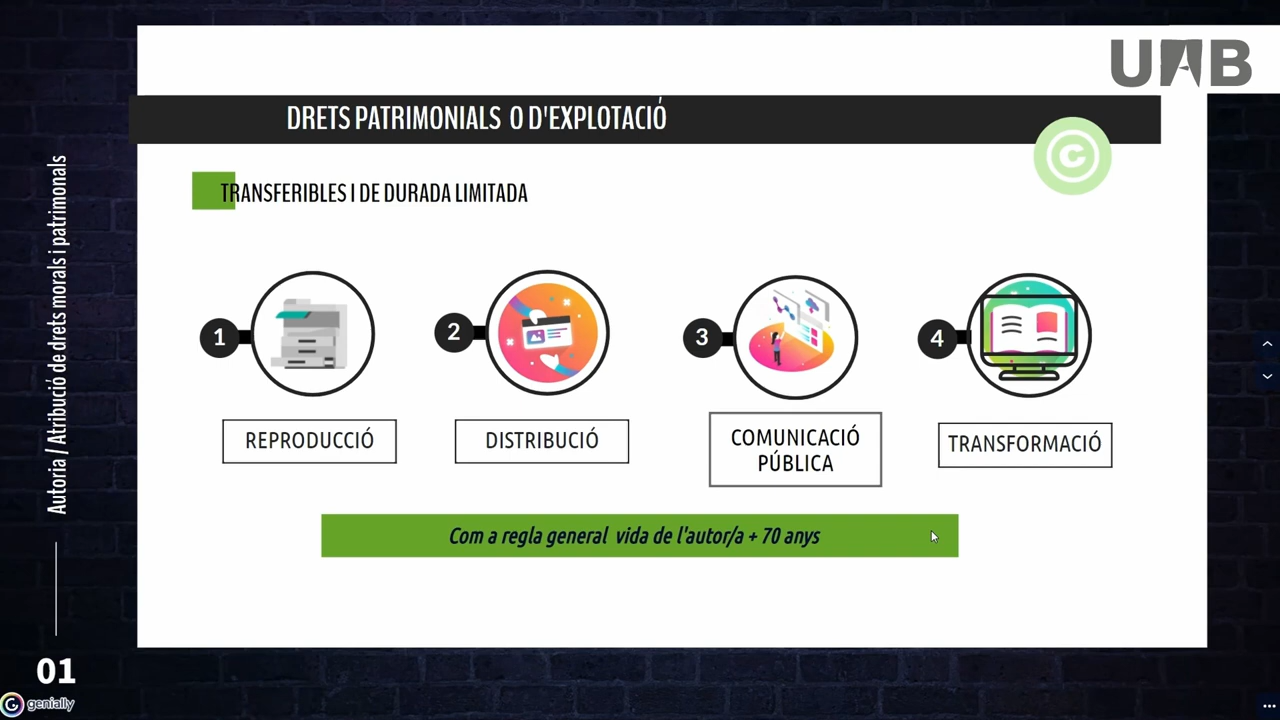 UAB
DRETS PATRIMONIALS O D'EXPLOTACIÓ
©
TRANSFERIBLES I DE DURADA LIMITADA
1
2
3
4
REPRODUCCIÓ
DISTRIBUCIÓ
COMUNICACIÓ
PÚBLICA
TRANSFORMACIÓ
Com a regla general vida de l'autor/a + 70 anys
Autoria / Atribució de drets morals i patrimonals
01
genially